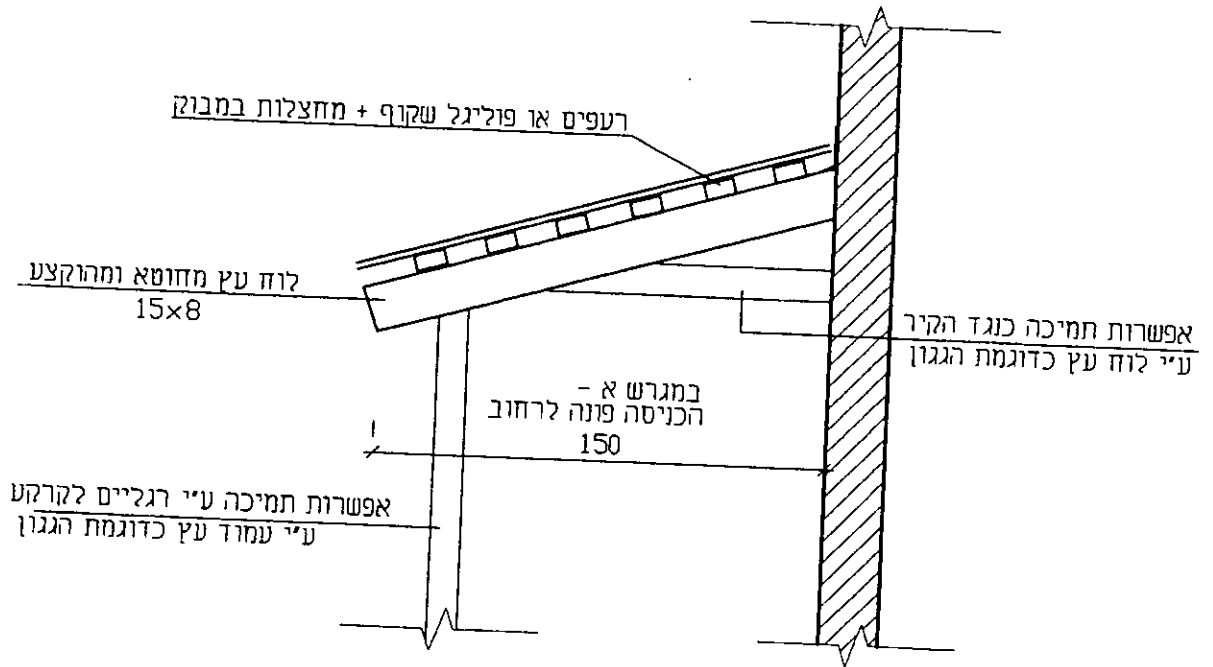 רעפים או פוליגל שקוף + מחצלות במבוק
לוח עץ מחוטא ומהוקצע
15×8
אפשרות תמיכה כנגד הקיר
ע"י לוח עץ כדוגמת הגגון
במגרש א -
הכניסה פונה לרחוב
150
אפשרות תמיכה ע"י רגליים לקרקע
ע"י עמוד עץ כדוגמת הגגון